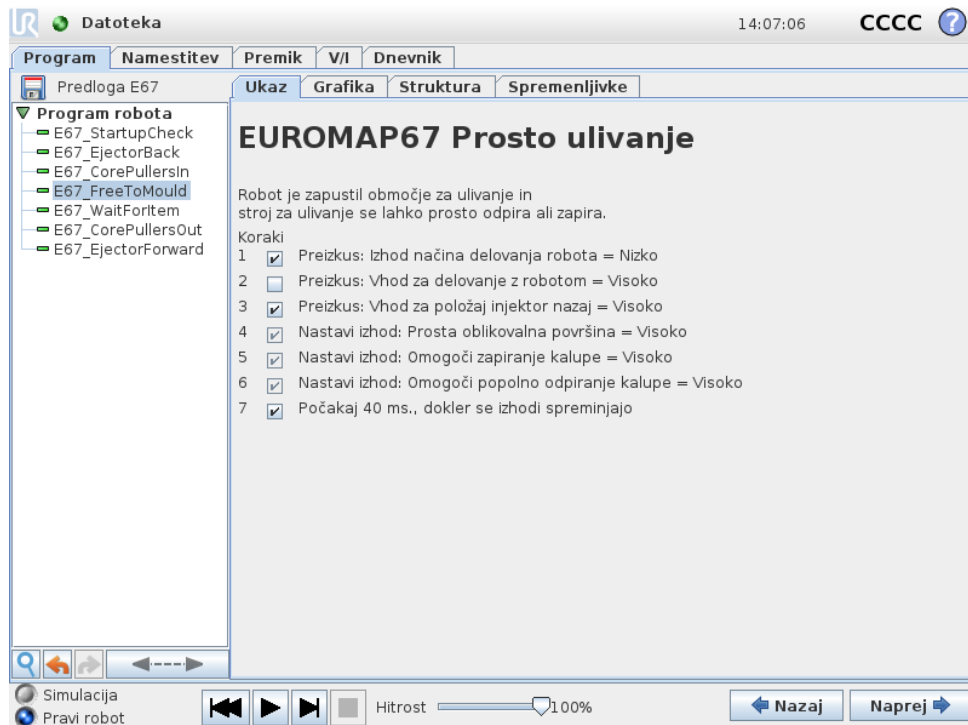 UR Datoteka 14:07:06 CCCC ?
Program Namestitev Premik V/I Dnevnik
Predloga E67
Ukaz Grafika Struktura Spremenljivke
Program robota
E67_StartupCheck
E67_EjectorBack
E67_CorePullersIn
E67_FreeToMould
E67_WaitForItem
E67_CorePullersOut
E67_EjectorForward
EUROMAP67 Prosto ulivanje
Robot je zapustil območje za ulivanje in
stroj za ulivanje se lahko prosto odpira ali zapira.
Koraki
1 Preizkus: Izhod načina delovanja robota = Nizko
2 Preizkus: Vhod za delovanje z robotom = Visoko
3 Preizkus: Vhod za položaj injektor nazaj = Visoko
4 Nastavi izhod: Prosta oblikovalna površina = Visoko
5 Nastavi izhod: Omogoči zapiranje kalupe = Visoko
6 Nastavi izhod: Omogoči popolno odpiranje kalupe = Visoko
7 Počakaj 40 ms., dokler se izhodi spreminjajo
Simulacija
Pravi robot
Hitrost 100%
Nazaj Naprej